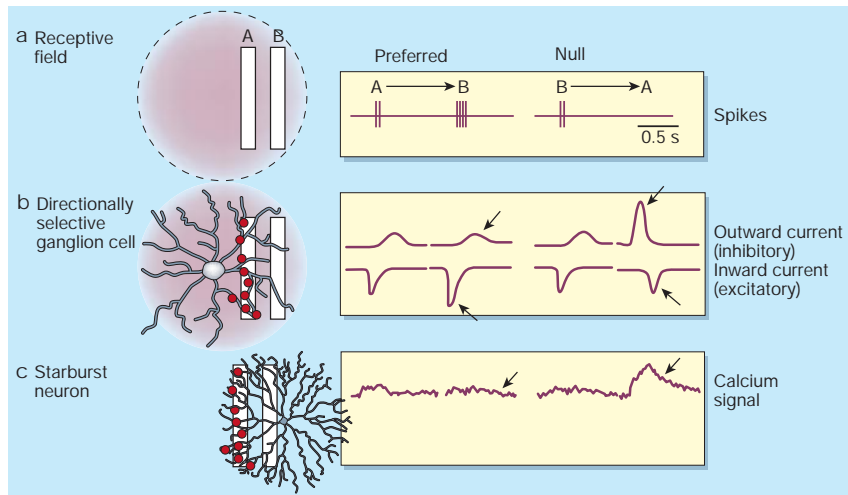 a Receptive
field
A B
Preferred
Null
A B
B A
0.5 s
Spikes
b Directionally
selective
ganglion cell
Outward current
(inhibitory)
Inward current
(excitatory)
c Starburst
neuron
Calcium
signal